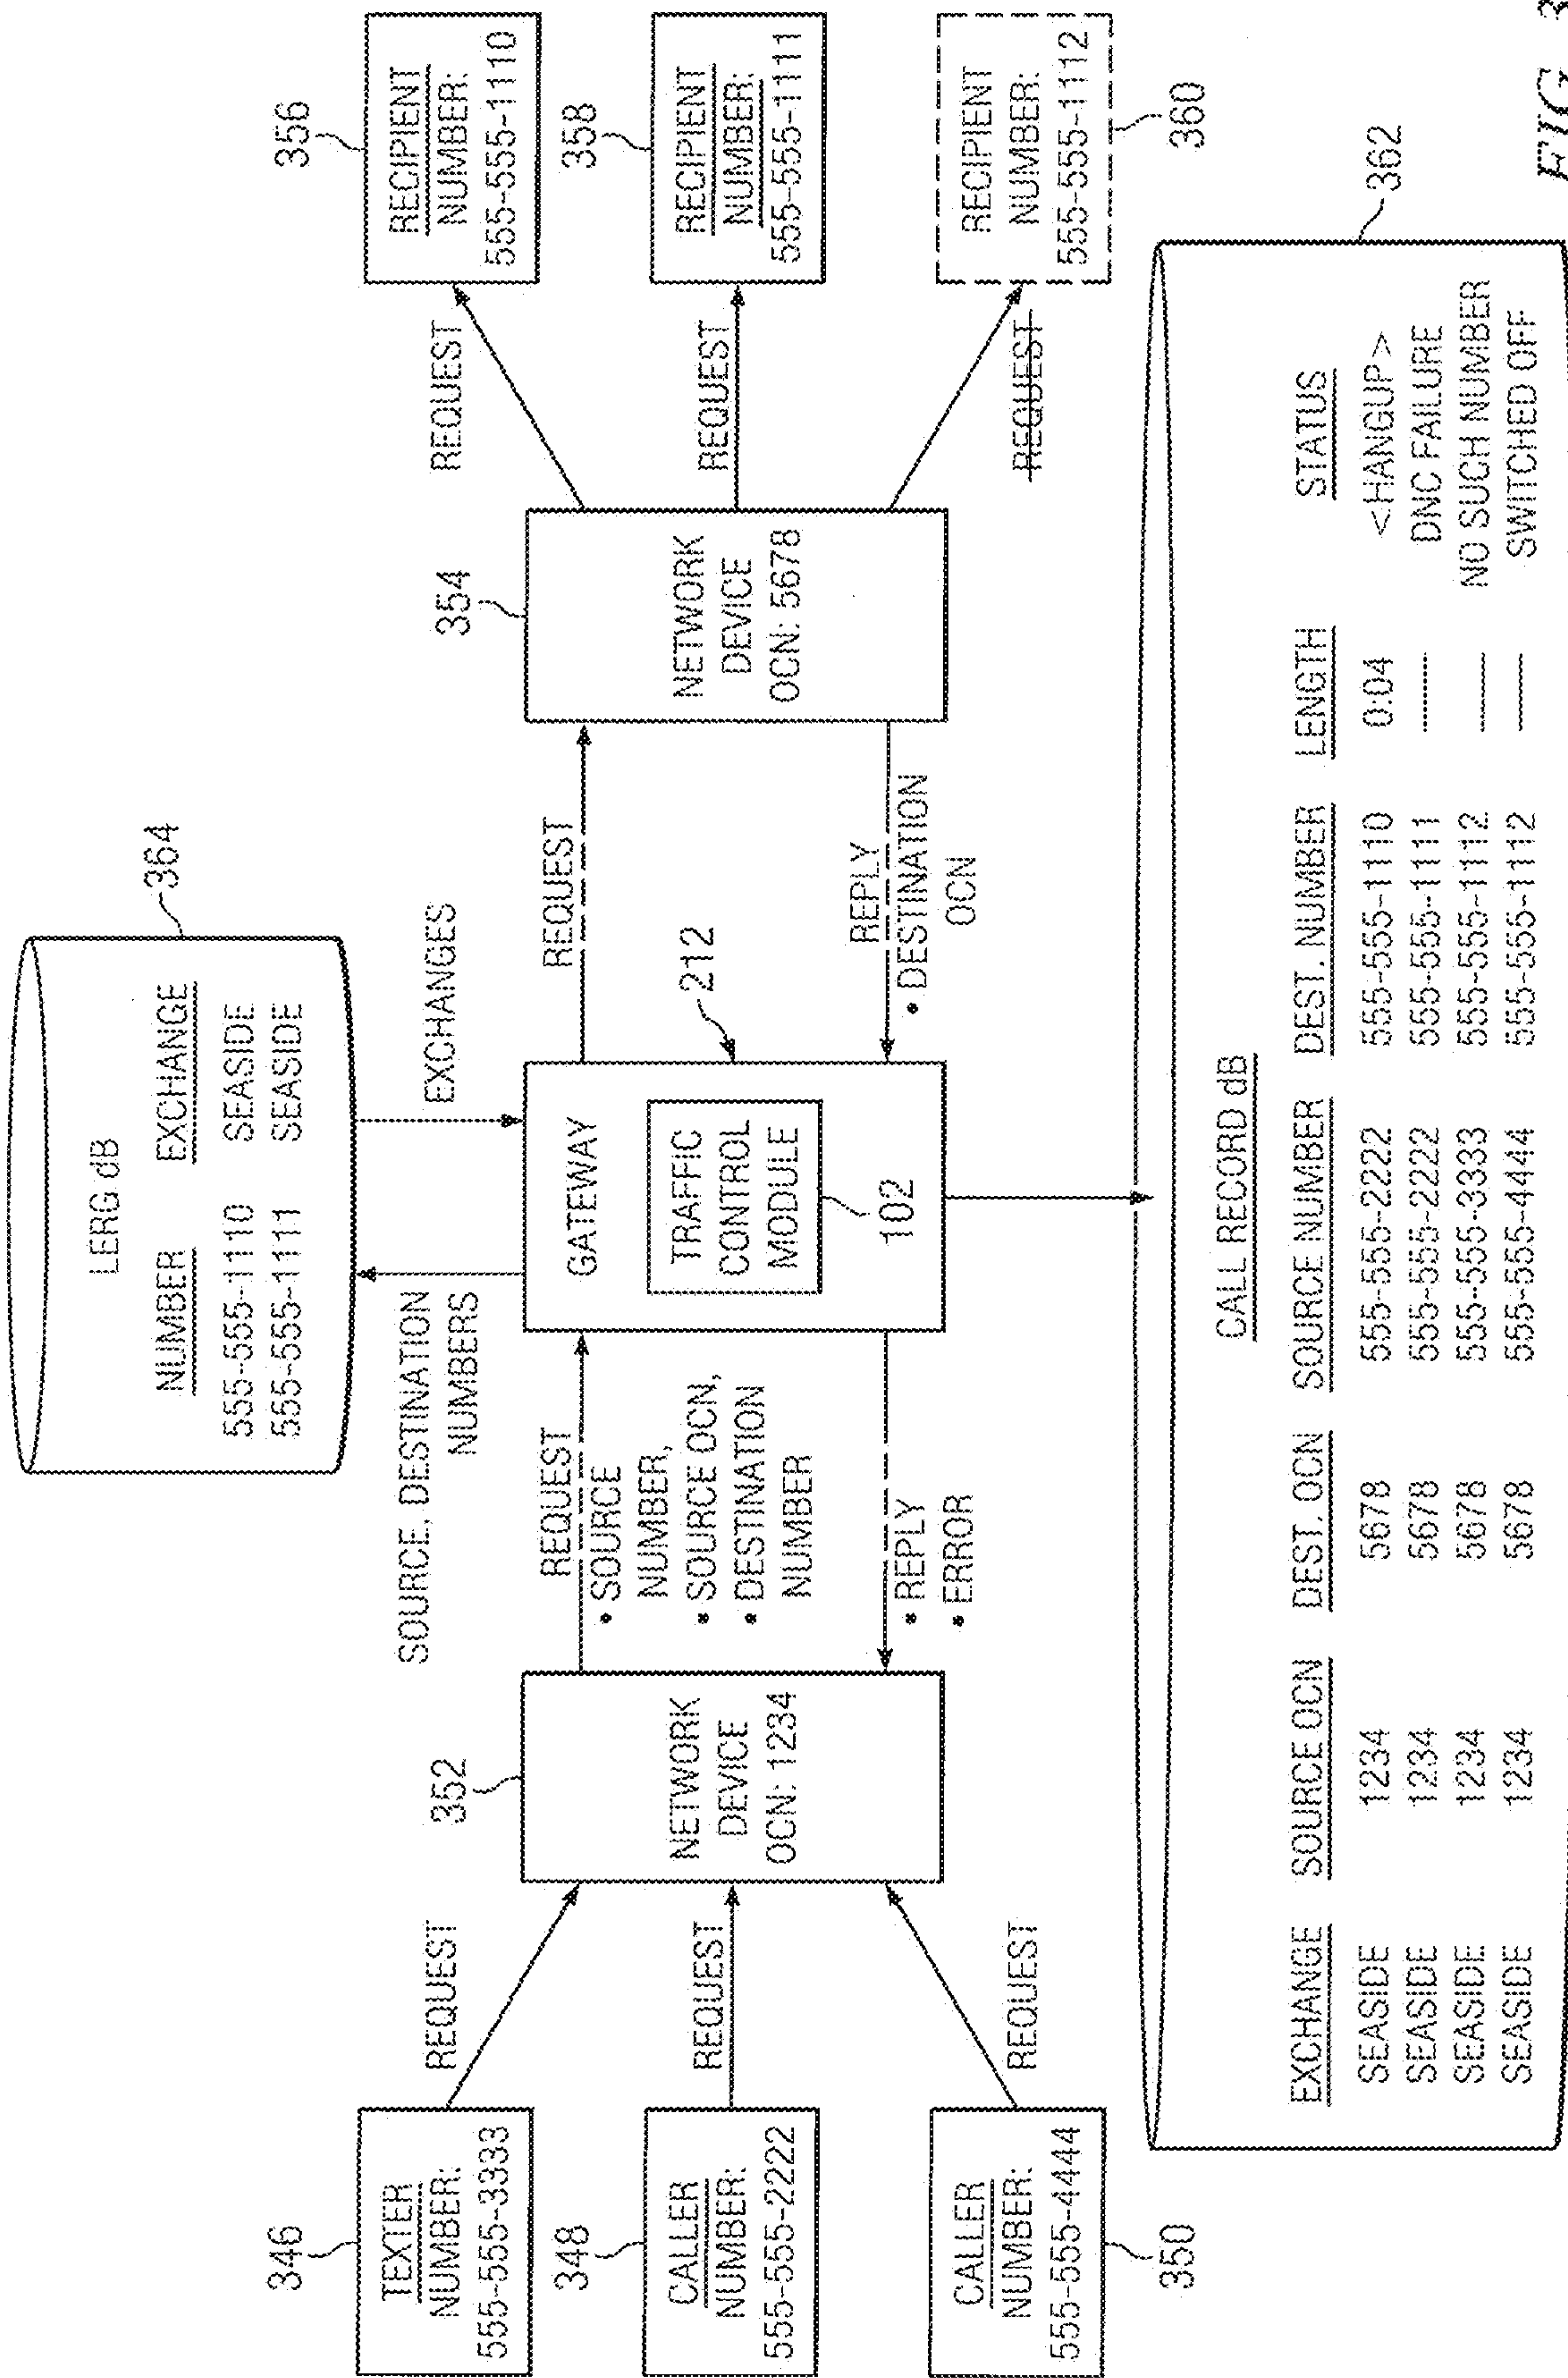 LERG dB
364
NUMBER EXCHANGE
555-555-1110 SEASIDE
555-555-1111 SEASIDE
SOURCE, DESTINATION
NUMBERS
EXCHANGES
346
TEXTER
NUMBER:
555-555-3333
348
CALLER
NUMBER:
555-555-2222
CALLER
NUMBER:
555-555-4444
350
REQUEST
REQUEST
REQUEST
352
NETWORK
DEVICE
OCN: 1234
REQUEST
• SOURCE
NUMBER,
• SOURCE OCN,
• DESTINATION
NUMBER
• REPLY
• ERROR
212
GATEWAY
TRAFFIC
CONTROL
MODULE
102
REQUEST
REPLY
• DESTINATION
OCN
354
NETWORK
DEVICE
OCN: 5678
REQUEST
REQUEST
REQUEST
356
RECIPIENT
NUMBER:
555-555-1110
358
RECIPIENT
NUMBER:
555-555-1111
RECIPIENT
NUMBER:
555-555-1112
360
362
CALL RECORD dB
EXCHANGE SOURCE OCN DEST. OCN SOURCE NUMBER DEST. NUMBER LENGTH STATUS
SEASIDE 1234 5678 555-555-2222 555-555-1110 0:04 <HANGUP>
SEASIDE 1234 5678 555-555-2222 555-555-1111 DNC FAILURE
SEASIDE 1234 5678 555-555-3333 555-555-1112 NO SUCH NUMBER
SEASIDE 1234 5678 555-555-4444 555-555-1112 SWITCHED OFF
FIG. 3